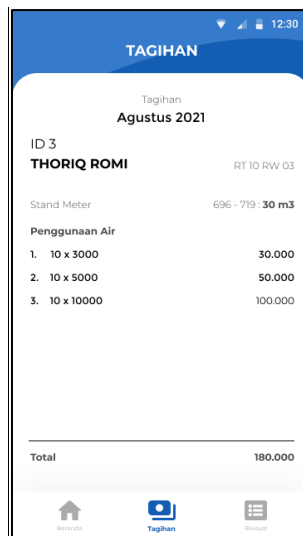 12:30
TAGIHAN
Tagihan
Agustus 2021
ID 3
THORIQ ROMI RT 10 RW 03
Stand Meter 696 - 719 : 30 m3
Penggunaan Air
1. 10 x 3000 30.000
2. 10 x 5000 50.000
3. 10 x 10000 100.000
Total 180.000
Beranda Tagihan Riwayat